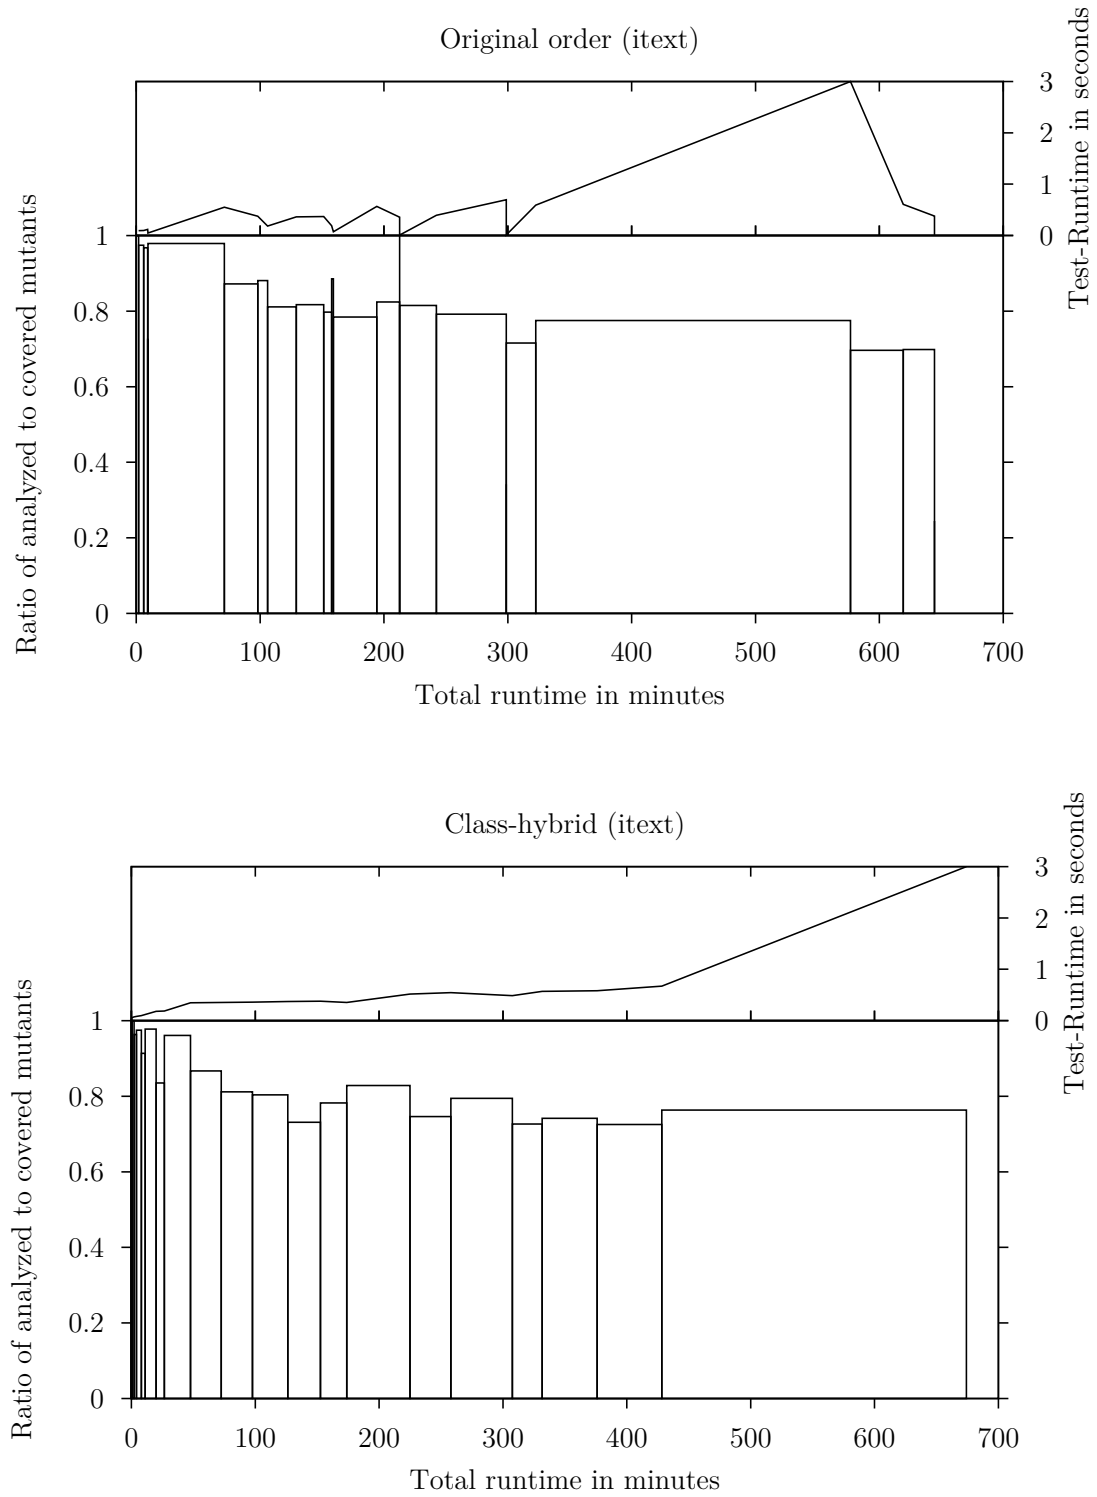 Original order (itext)
3
2
1
0
Test-Runtime in seconds
1
0.8
0.6
0.4
0.2
0
Ratio of analyzed to covered mutants
0 100 200 300 400 500 600 700
Total runtime in minutes
Class-hybrid (itext)
3
2
1
0
Test-Runtime in seconds
1
0.8
0.6
0.4
0.2
0
Ratio of analyzed to covered mutants
0 100 200 300 400 500 600 700
Total runtime in minutes